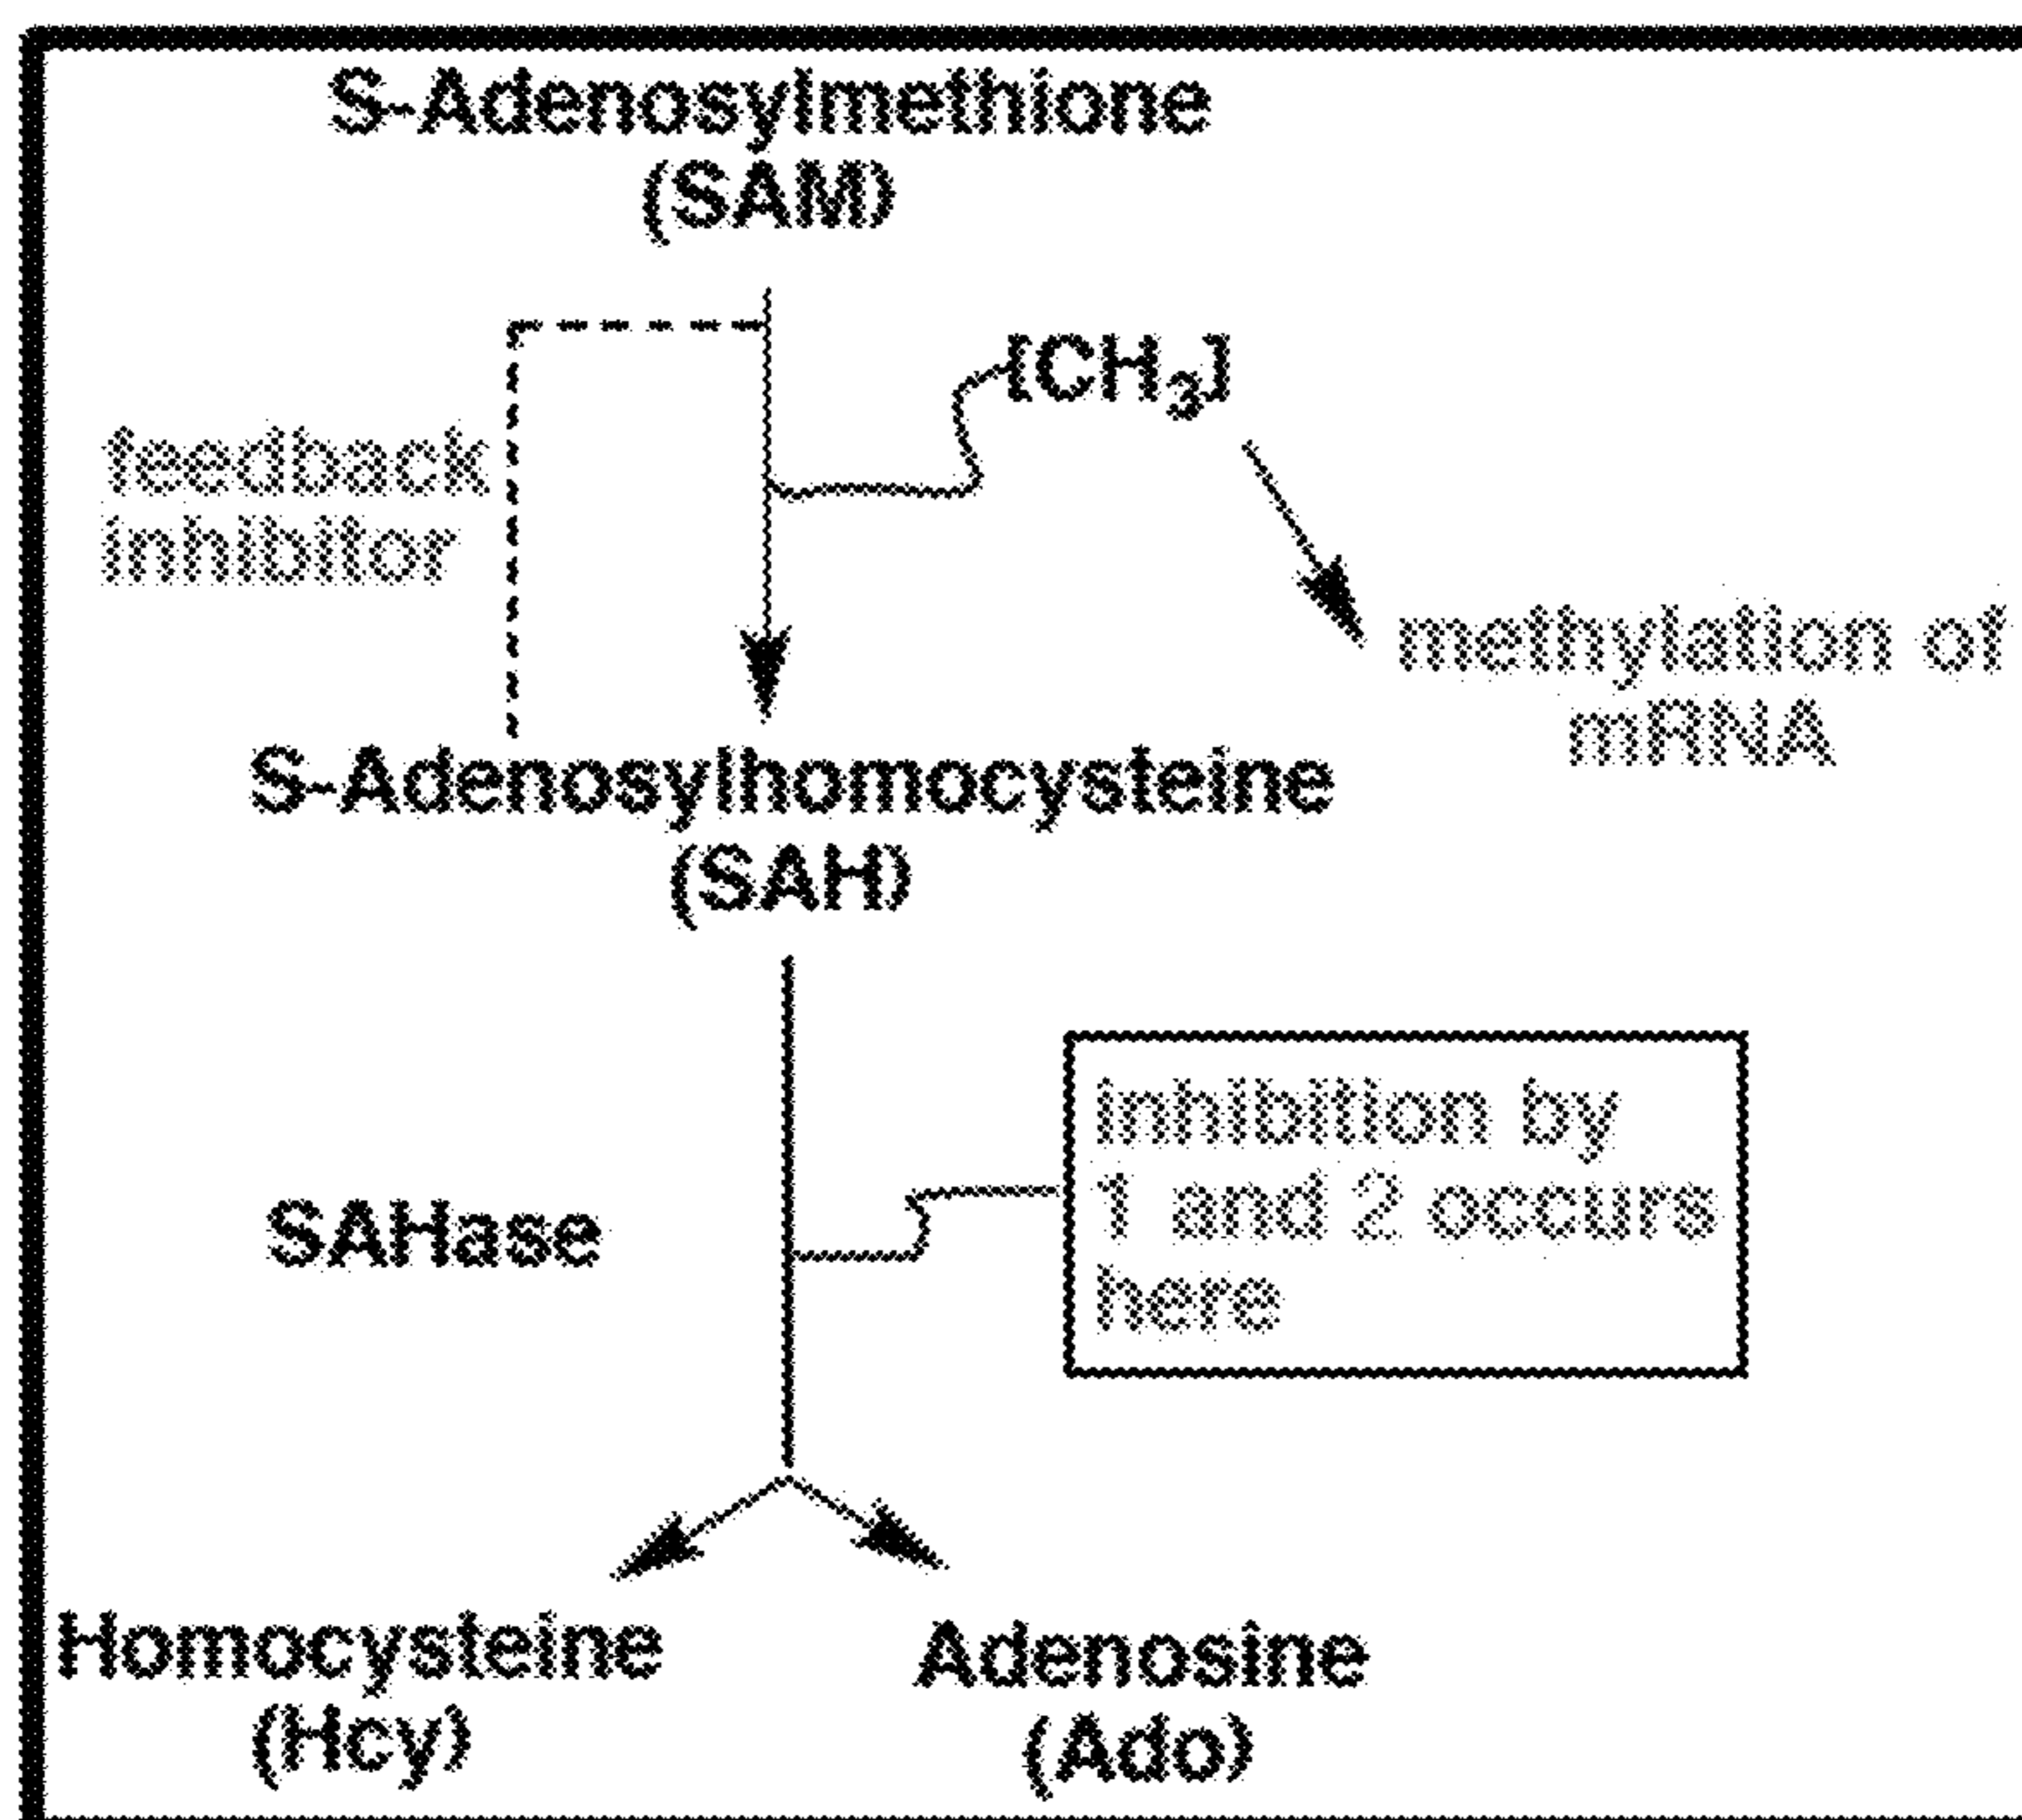 S-Adenosylmethione
(SAM)
[CH₃]
feedback
inhibitor
methylation of
mRNA
S-Adenosylhomocysteine
(SAH)
Inhibition by
1 and 2 occurs
here
SAHase
Homocysteine
(Hcy)
Adenosine
(Ado)